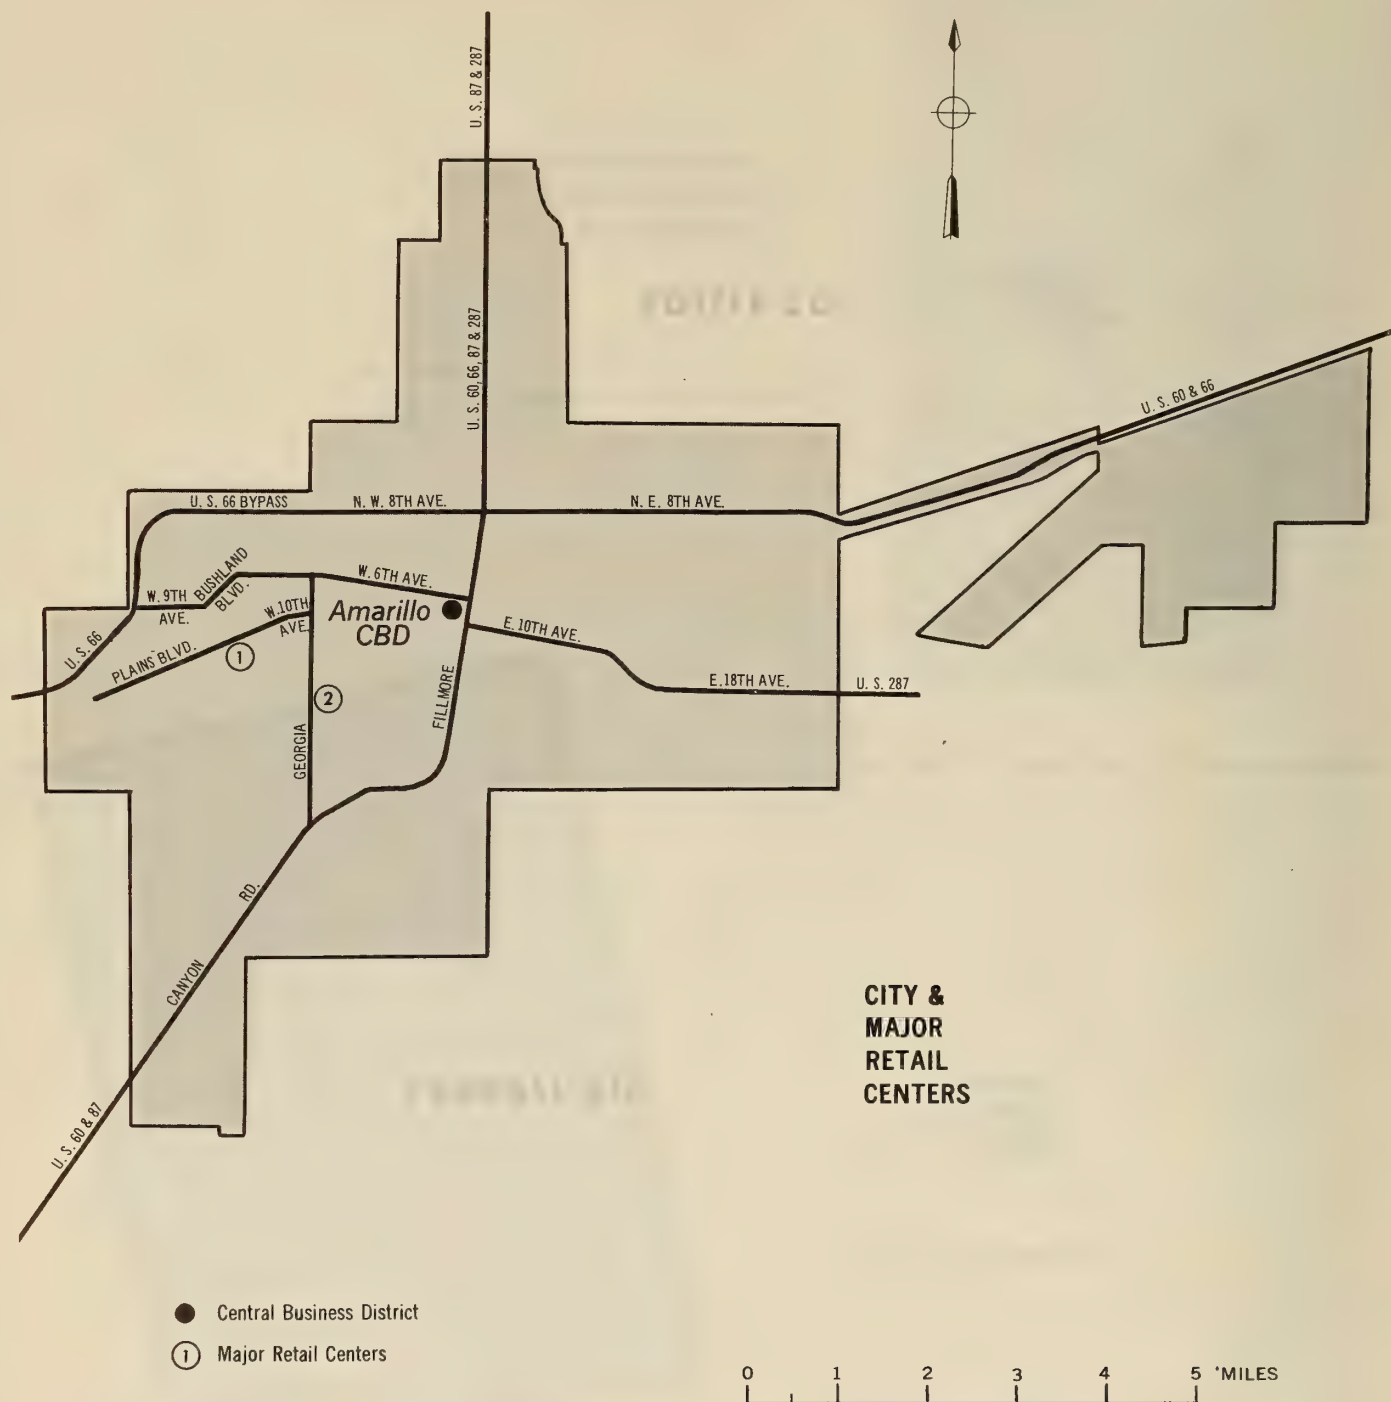 U. S. 87 & 287
U. S. 60, 66, 87 & 287
U. S. 60 & 66
U. S. 66 BYPASS
N. W. 8TH AVE.
N. E. 8TH AVE.
W. 9TH
AVE.
BUSHLAND
BLVD.
W. 6TH AVE.
W. 10TH
AVE.
Amarillo
CBD
E. 10TH AVE.
U. S. 66
PLAINS BLVD.
1
2
E. 18TH AVE.
U. S. 287
FILLMORE
GEORGIA
CANYON
RD.
U. S. 60 & 87
CITY &
MAJOR
RETAIL
CENTERS
Central Business District
1 Major Retail Centers
0 1 2 3 4 5 MILES